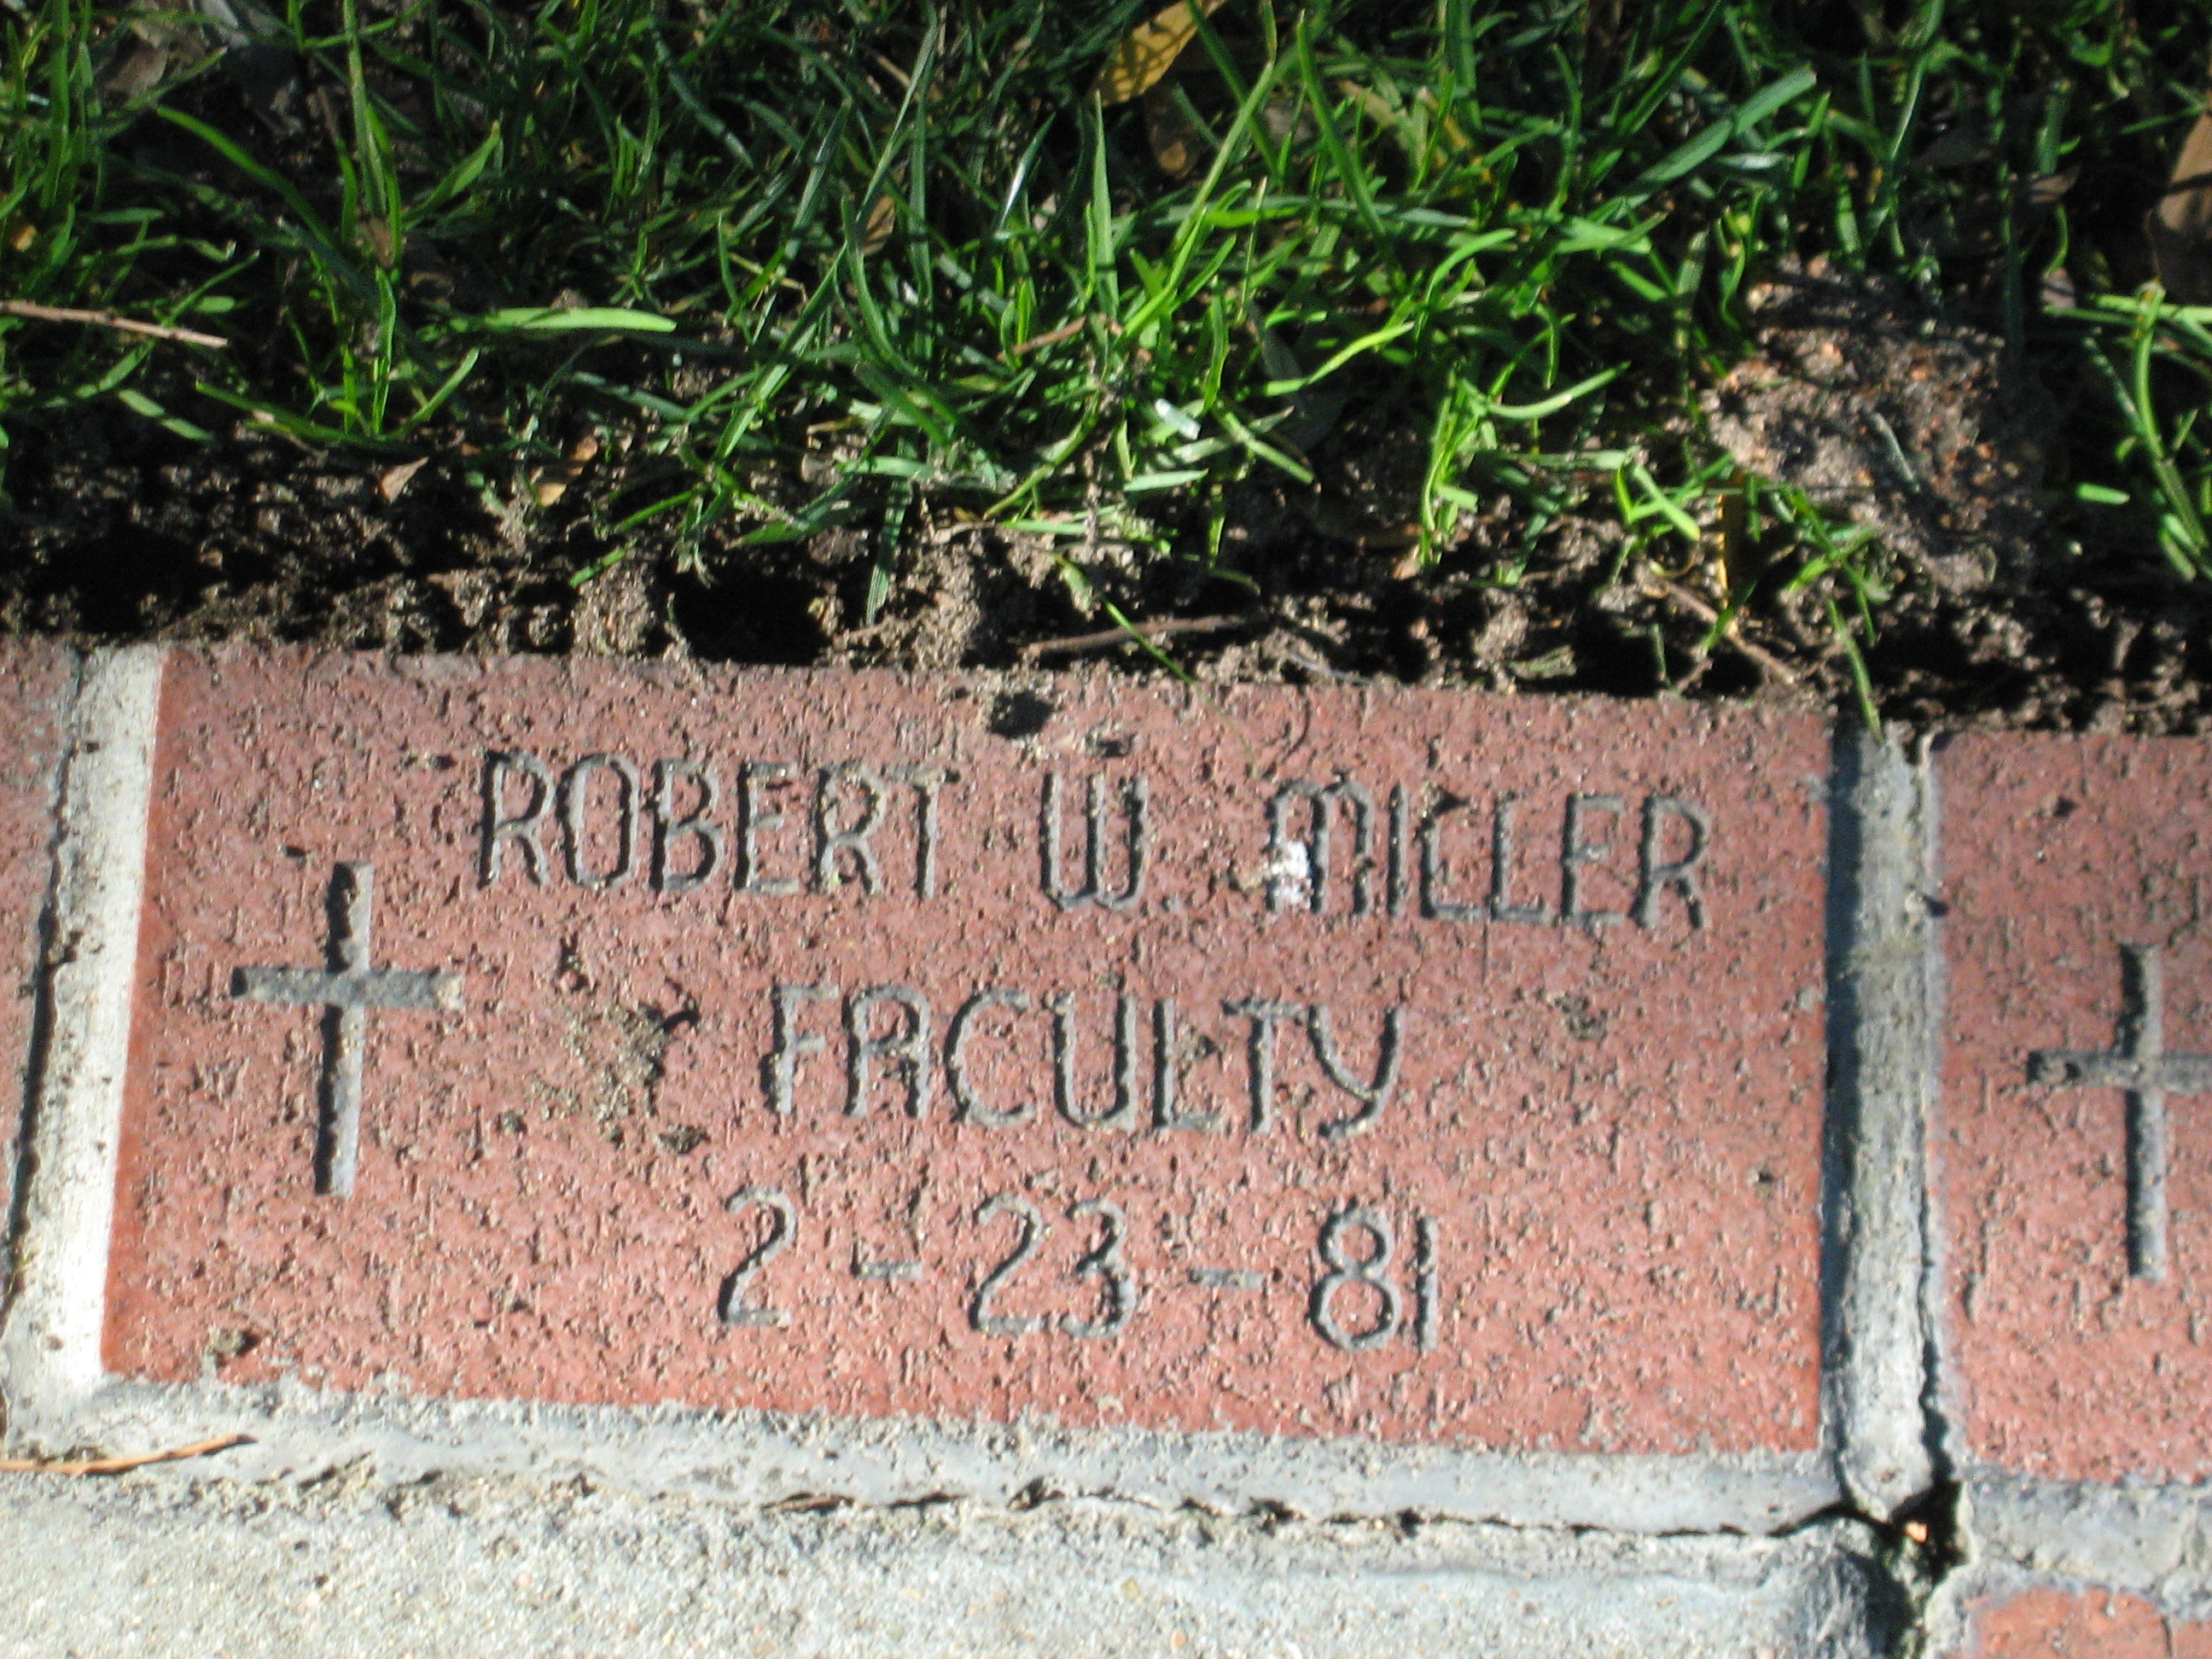 ROBERT W. MILLER
FACULTY
2-23-81